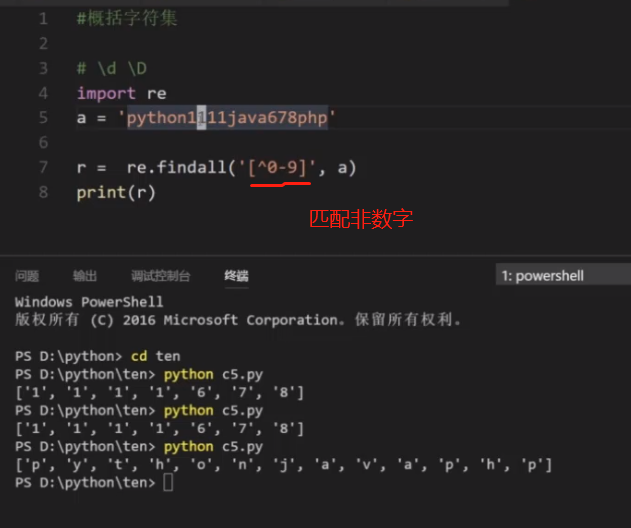 1 #概括字符集
2
3 # \d \D
4 import re
5 a = 'python1111java678php'
6
7 r =  re.findall('[^0-9]', a)
8 print(r)
匹配非数字
问题 输出 调试控制台 终端 1: powershell
Windows PowerShell
版权所有 (C) 2016 Microsoft Corporation。保留所有权利。
PS D:\python> cd ten
PS D:\python\ten> python c5.py
['1', '1', '1', '1', '6', '7', '8']
PS D:\python\ten> python c5.py
['1', '1', '1', '1', '6', '7', '8']
PS D:\python\ten> python c5.py
['p', 'y', 't', 'h', 'o', 'n', 'j', 'a', 'v', 'a', 'p', 'h', 'p']
PS D:\python\ten>